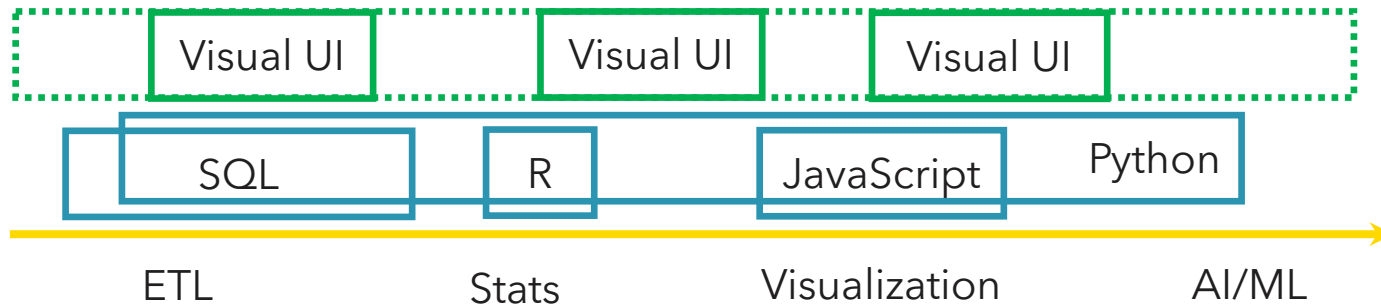 Visual UI Visual UI Visual UI
SQL R JavaScript Python
ETL Stats Visualization AI/ML